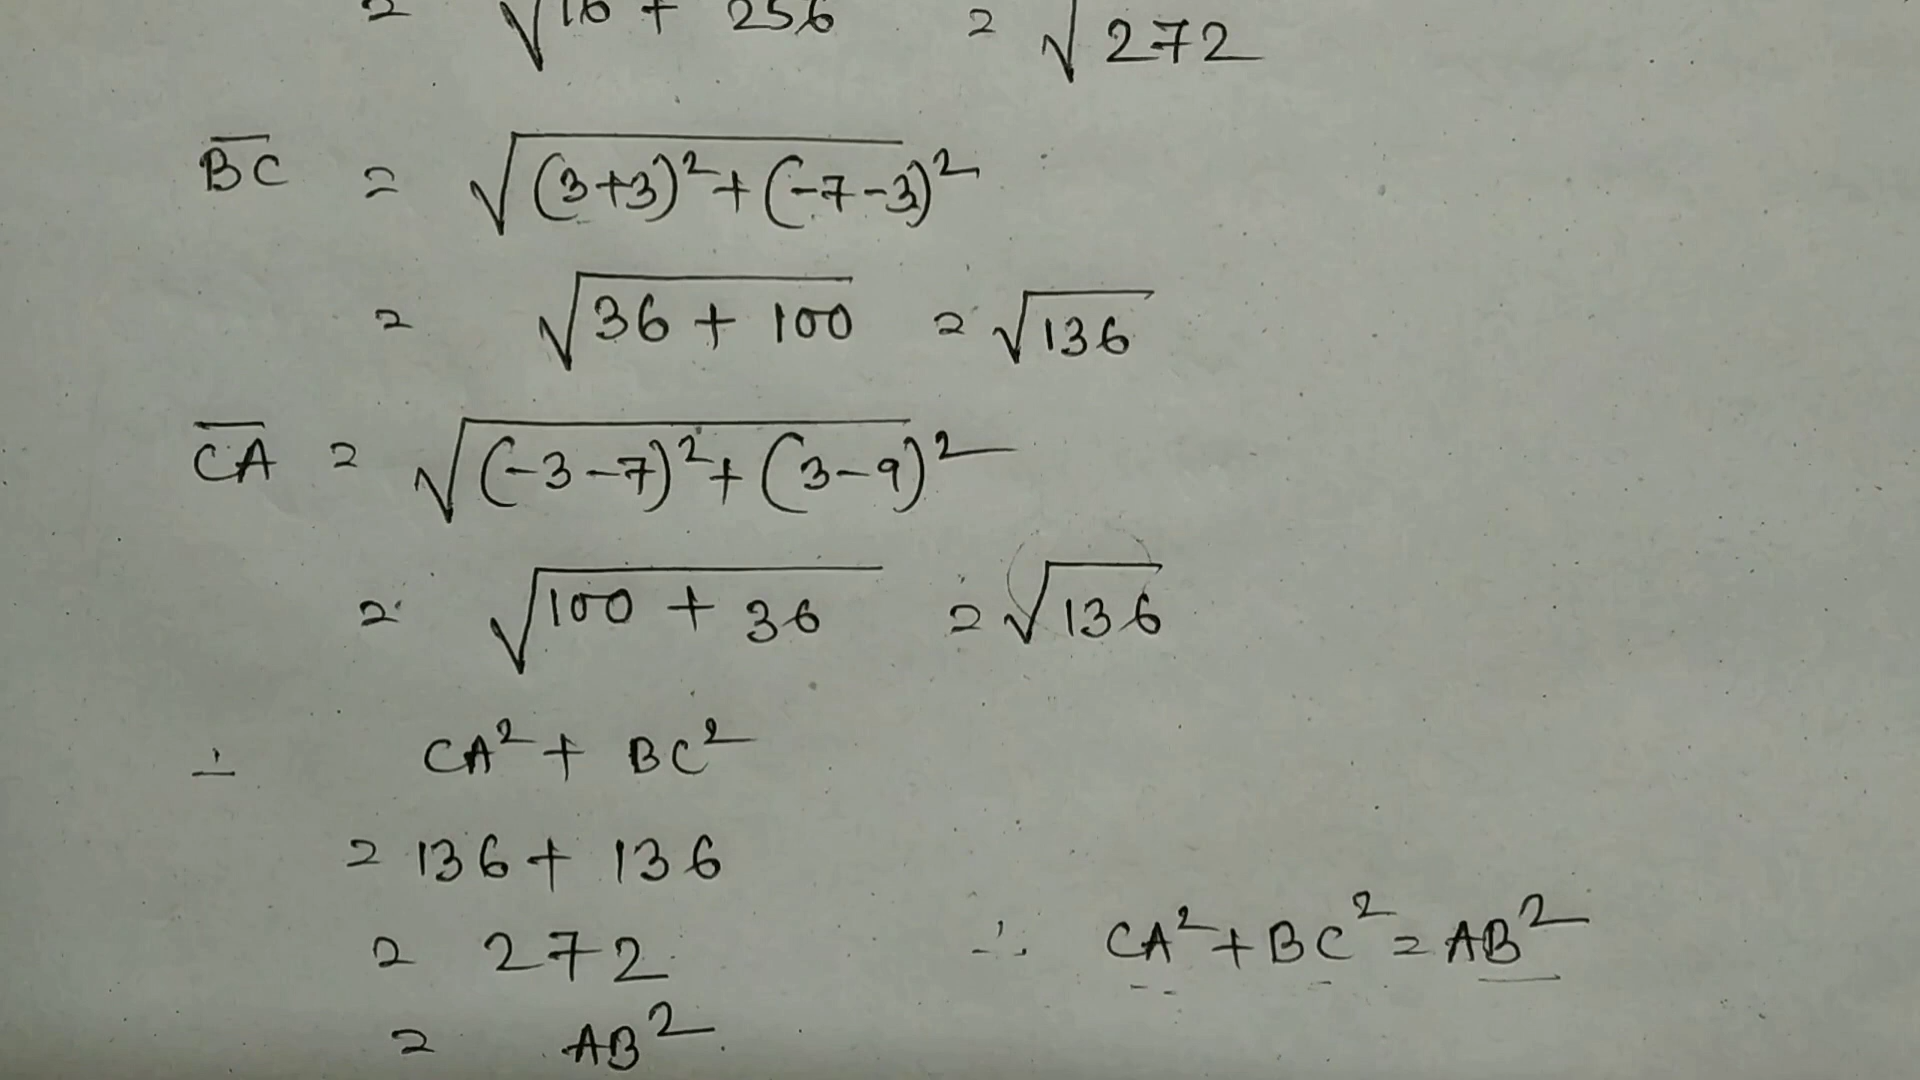 = √16 + 256 = √272
BC = √(3+3)²+(-7-3)²
= √36 + 100 = √136
CA = √(-3-7)²+(3-9)²
= √100 + 36 = √136
∴ CA²+ BC²
= 136+ 136
= 272
∴ CA²+BC²=AB²
= AB²